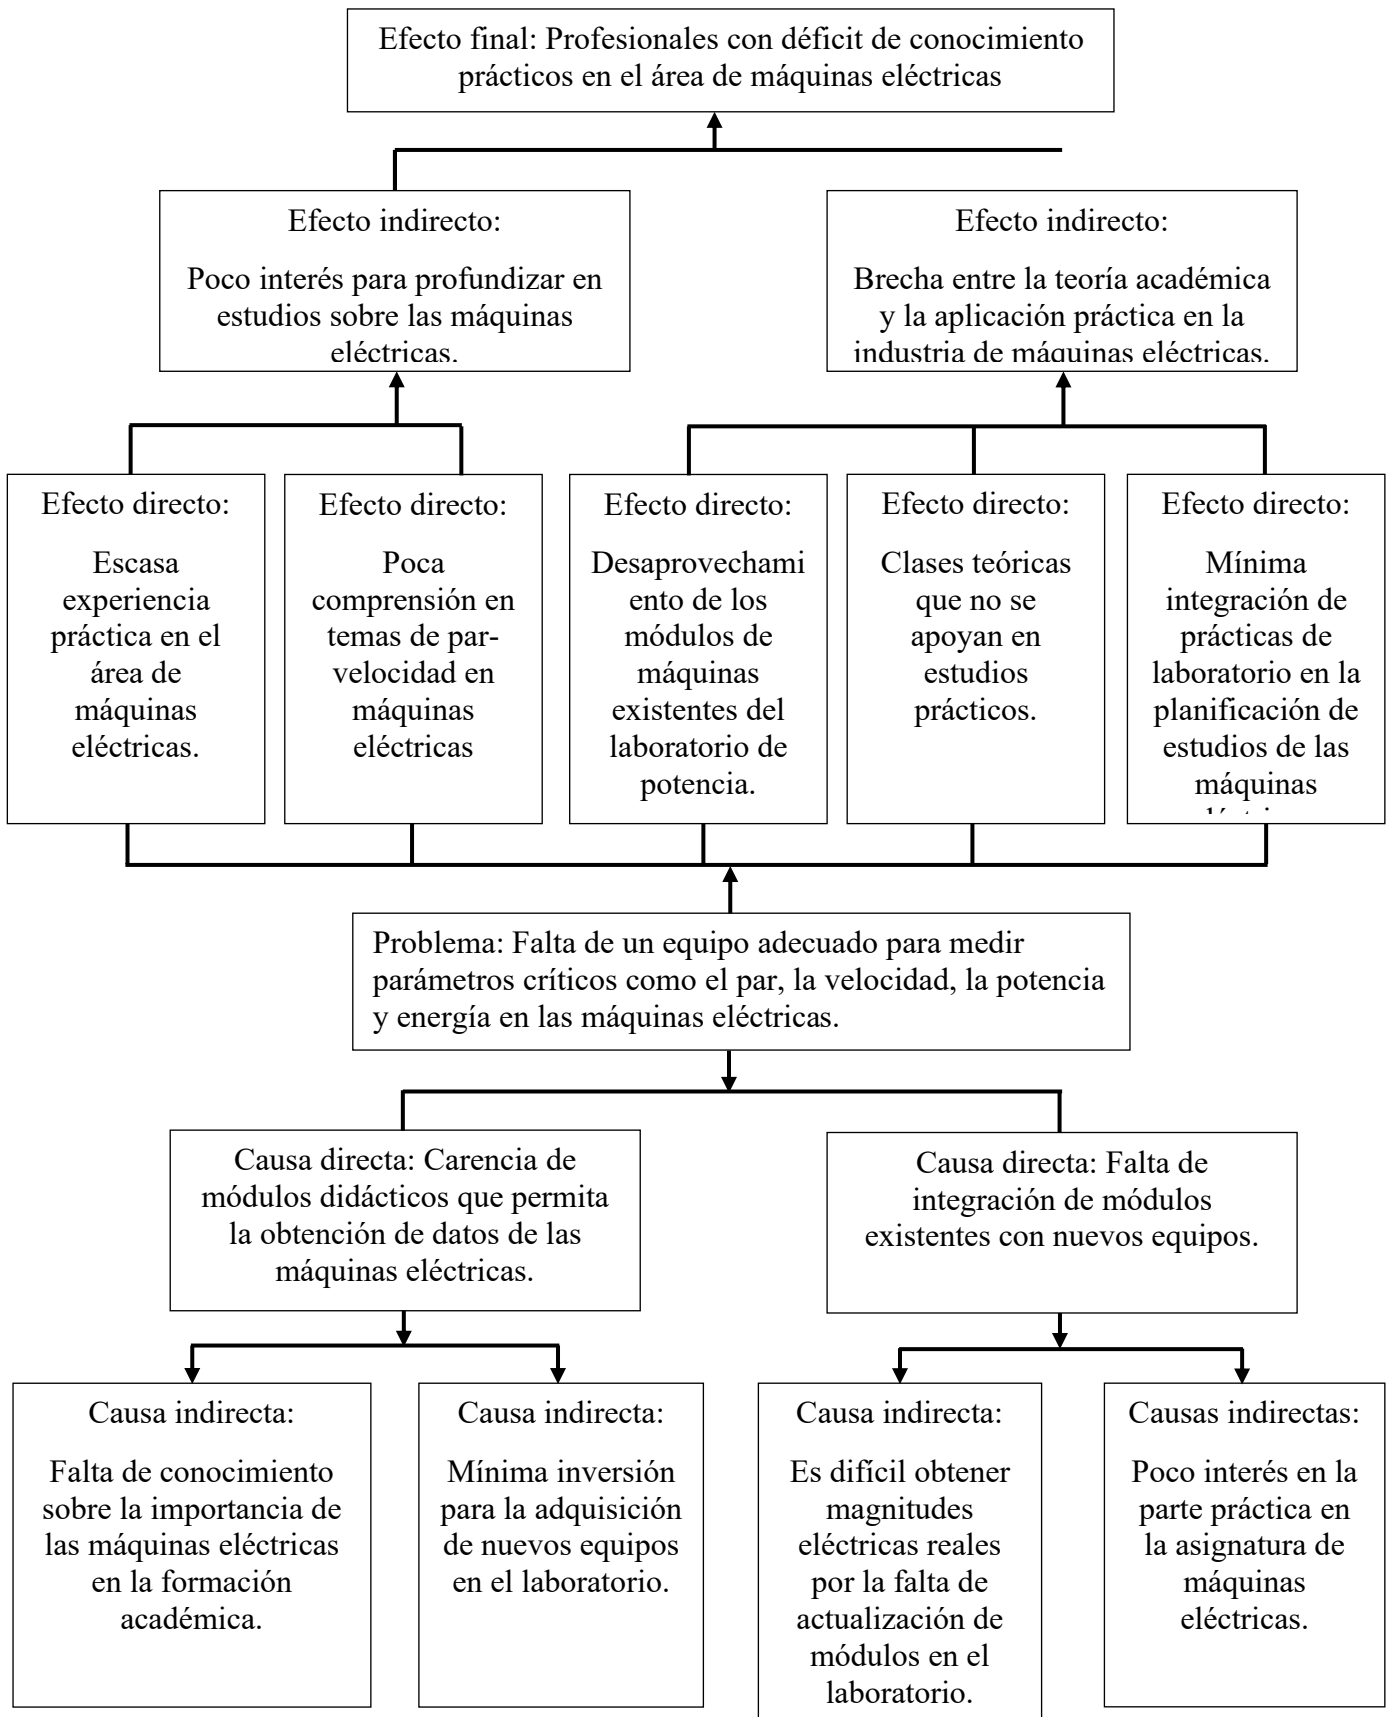 Efecto final: Profesionales con déficit de conocimiento
prácticos en el área de máquinas eléctricas
Efecto indirecto:
Poco interés para profundizar en
estudios sobre las máquinas
eléctricas.
Efecto indirecto:
Brecha entre la teoría académica
y la aplicación práctica en la
industria de máquinas eléctricas.
Efecto directo:
Escasa
experiencia
práctica en el
área de
máquinas
eléctricas.
Efecto directo:
Poca
comprensión en
temas de par-
velocidad en
máquinas
eléctricas
Efecto directo:
Desaprovechami
ento de los
módulos de
máquinas
existentes del
laboratorio de
potencia.
Efecto directo:
Clases teóricas
que no se
apoyan en
estudios
prácticos.
Efecto directo:
Mínima
integración de
prácticas de
laboratorio en la
planificación de
estudios de las
máquinas
Problema: Falta de un equipo adecuado para medir
parámetros críticos como el par, la velocidad, la potencia
y energía en las máquinas eléctricas.
Causa directa: Carencia de
módulos didácticos que permita
la obtención de datos de las
máquinas eléctricas.
Causa directa: Falta de
integración de módulos
existentes con nuevos equipos.
Causa indirecta:
Falta de conocimiento
sobre la importancia de
las máquinas eléctricas
en la formación
académica.
Causa indirecta:
Mínima inversión
para la adquisición
de nuevos equipos
en el laboratorio.
Causa indirecta:
Es difícil obtener
magnitudes
eléctricas reales
por la falta de
actualización de
módulos en el
laboratorio.
Causas indirectas:
Poco interés en la
parte práctica en
la asignatura de
máquinas
eléctricas.